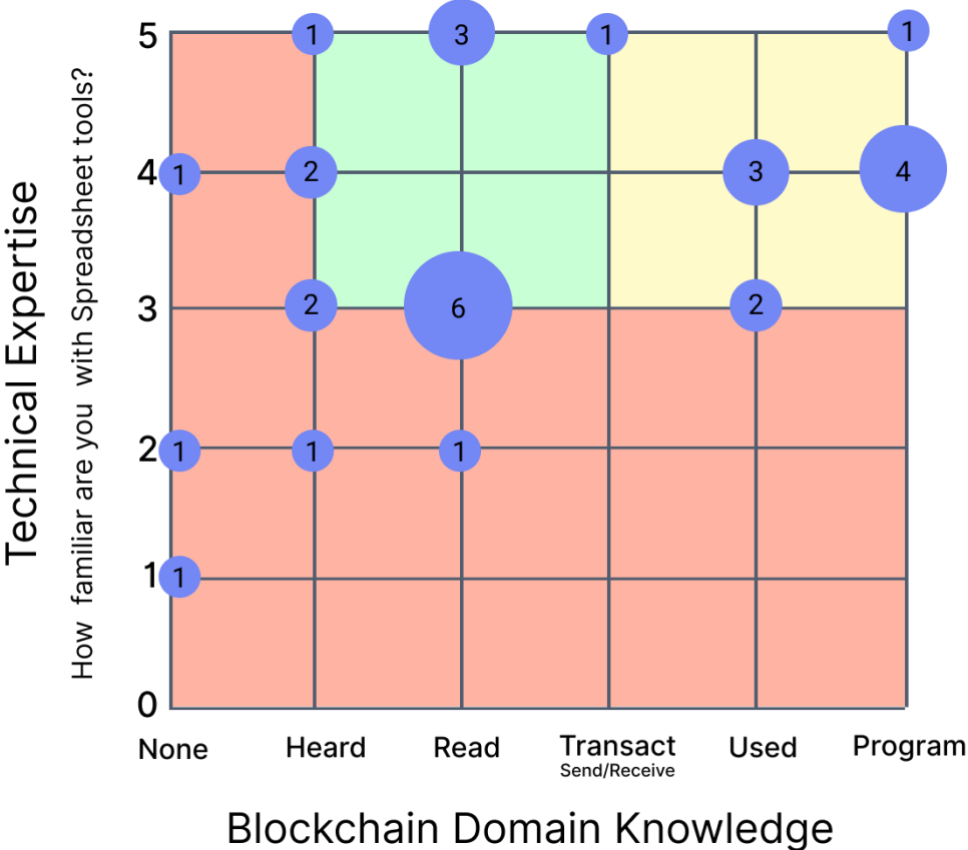 Technical Expertise
How familiar are you with Spreadsheet tools?
5 1 3 1 1
4 1 2 3 4
3 2 6 2
2 1 1 1
1 1
0
None Heard Read Transact Used Program
Send/Receive
Blockchain Domain Knowledge